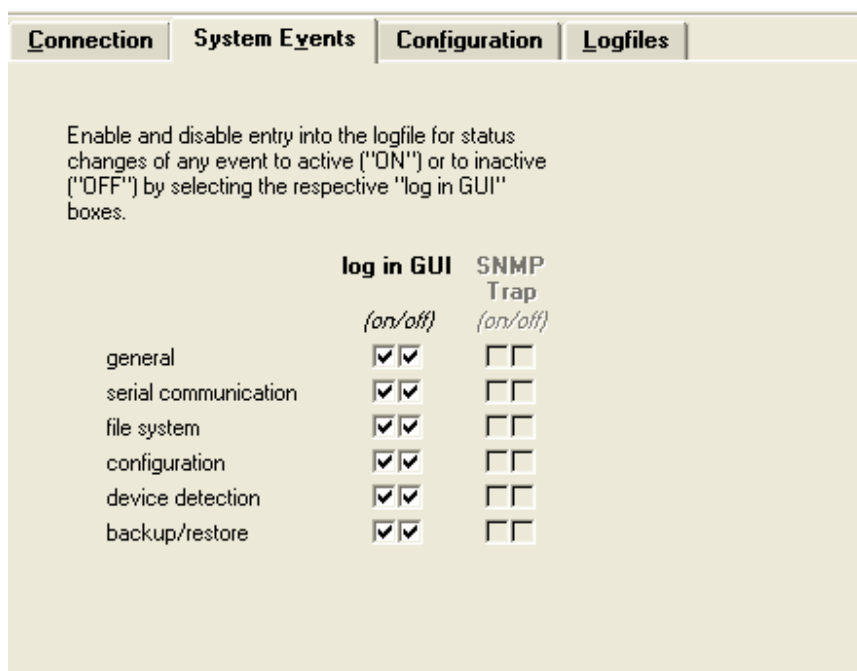 Connection System Events Configuration Logfiles
Enable and disable entry into the logfile for status
changes of any event to active ("ON") or to inactive
("OFF") by selecting the respective "log in GUI"
boxes.
log in GUI SNMP
Trap
(on/off) (on/off)
general
serial communication
file system
configuration
device detection
backup/restore